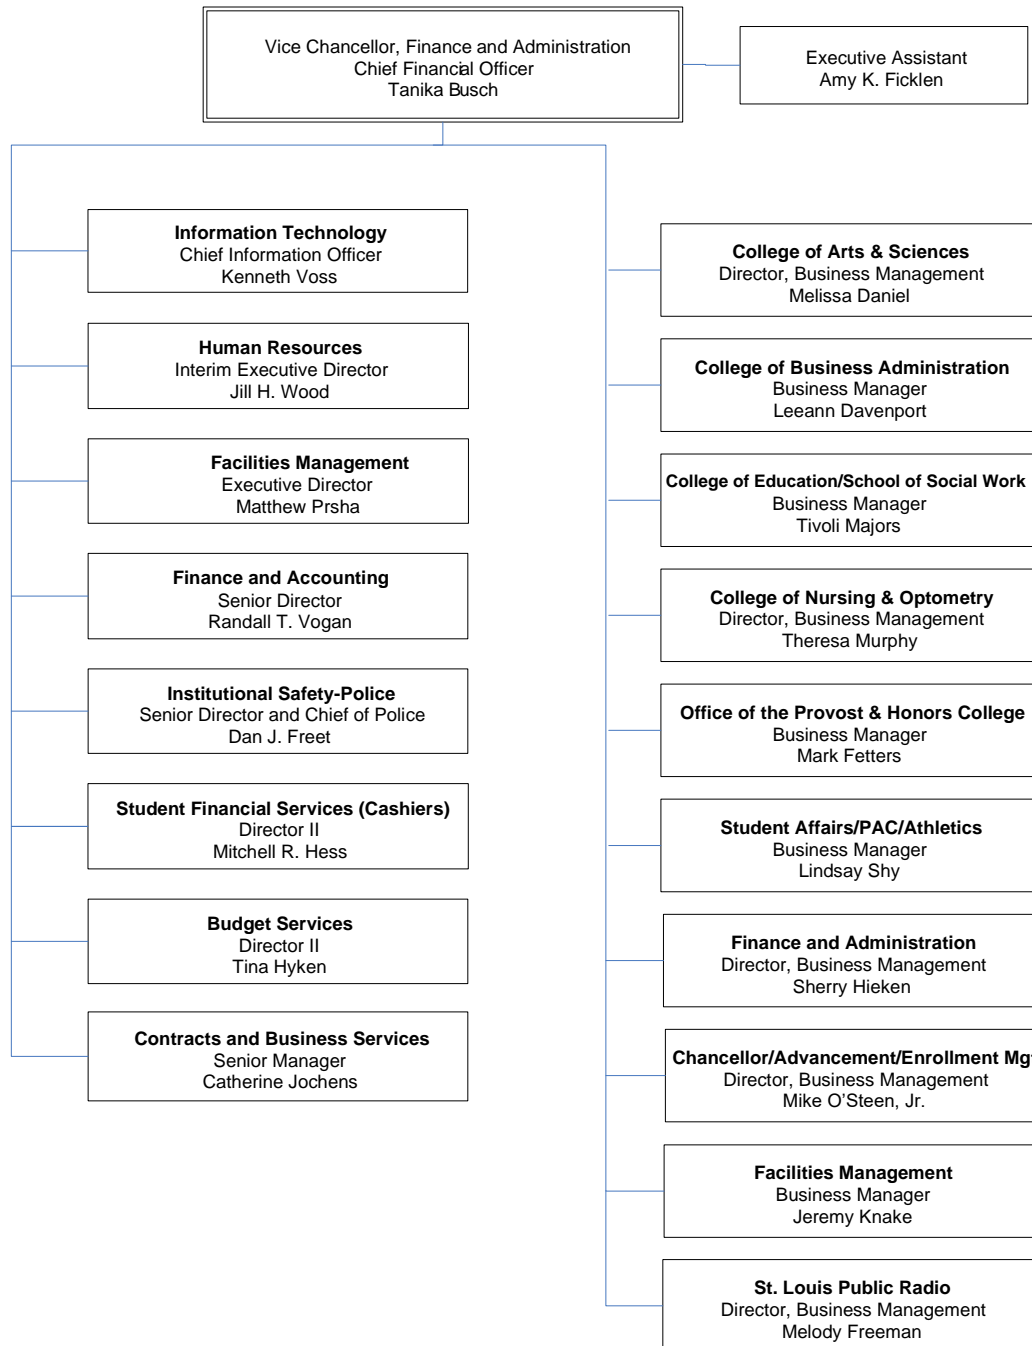 Vice Chancellor, Finance and Administration
Chief Financial Officer
Tanika Busch
Executive Assistant
Amy K. Ficklen
Information Technology
Chief Information Officer
Kenneth Voss
Human Resources
Interim Executive Director
Jill H. Wood
Facilities Management
Executive Director
Matthew Prsha
Finance and Accounting
Senior Director
Randall T. Vogan
Institutional Safety-Police
Senior Director and Chief of Police
Dan J. Freet
Student Financial Services (Cashiers)
Director II
Mitchell R. Hess
Budget Services
Director II
Tina Hyken
Contracts and Business Services
Senior Manager
Catherine Jochens
College of Arts & Sciences
Director, Business Management
Melissa Daniel
College of Business Administration
Business Manager
Leeann Davenport
College of Education/School of Social Work
Business Manager
Tivoli Majors
College of Nursing & Optometry
Director, Business Management
Theresa Murphy
Office of the Provost & Honors College
Business Manager
Mark Fetters
Student Affairs/PAC/Athletics
Business Manager
Lindsay Shy
Finance and Administration
Director, Business Management
Sherry Hieken
Chancellor/Advancement/Enrollment Mgt
Director, Business Management
Mike O'Steen, Jr.
Facilities Management
Business Manager
Jeremy Knake
St. Louis Public Radio
Director, Business Management
Melody Freeman